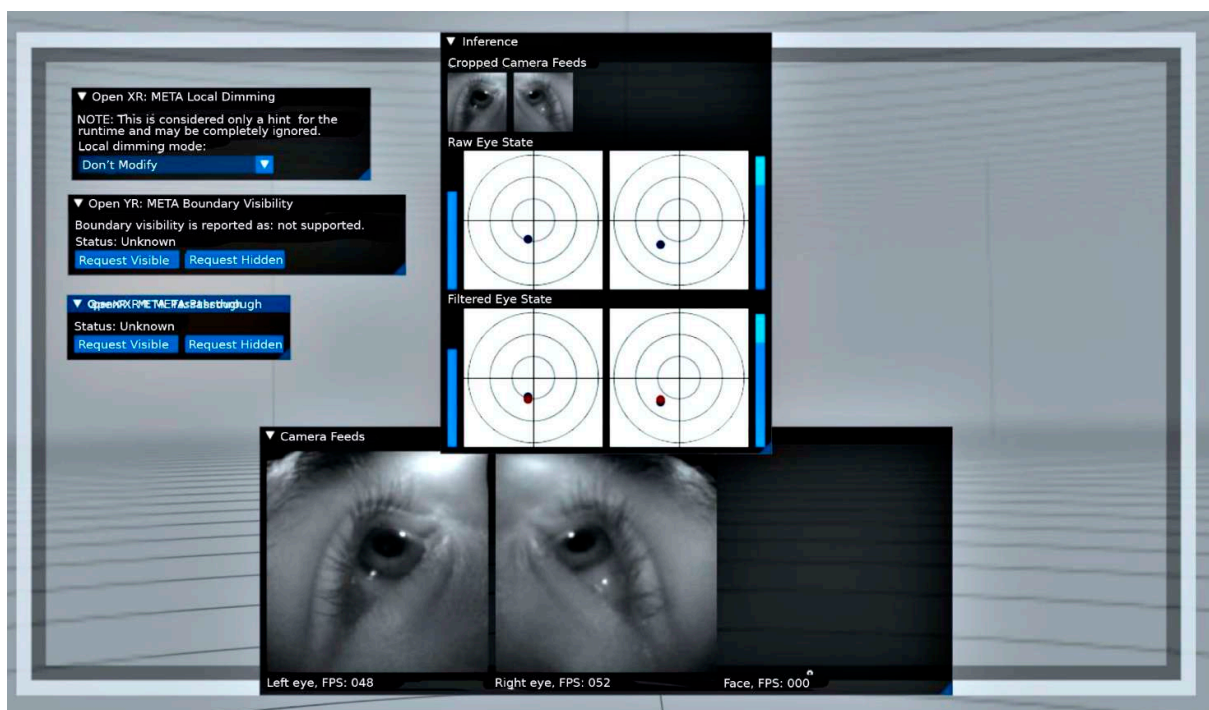 Inference
Cropped Camera Feeds
Open XR: META Local Dimming
NOTE: This is considered only a hint for the
runtime and may be completely ignored.
Local dimming mode:
Don't Modify
Raw Eye State
Open YR: META Boundary Visibility
Boundary visibility is reported as: not supported.
Status: Unknown
Request Visible Request Hidden
Filtered Eye State
Status: Unknown
Request Visible Request Hidden
Camera Feeds
Left eye, FPS: 048
Right eye, FPS: 052
Face, FPS: 000